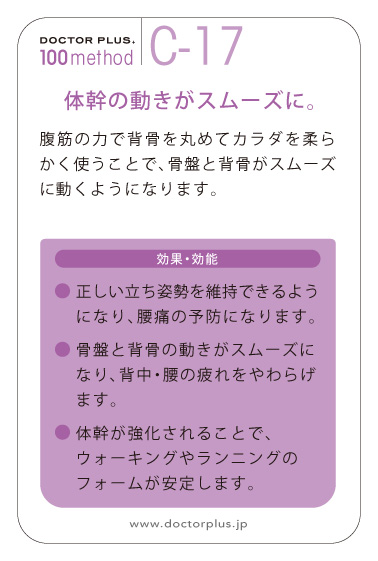 DOCTOR PLUS.
100method
C-17
体幹の動きがスムーズに。
腹筋の力で背骨を丸めてカラダを柔ら
かく使うことで、骨盤と背骨がスムーズ
に動くようになります。
効果・効能
● 正しい立ち姿勢を維持できるよう
になり、腰痛の予防になります。
● 骨盤と背骨の動きがスムーズに
なり、背中・腰の疲れをやわらげ
ます。
● 体幹が強化されることで、
ウォーキングやランニングの
フォームが安定します。
www.doctorplus.jp